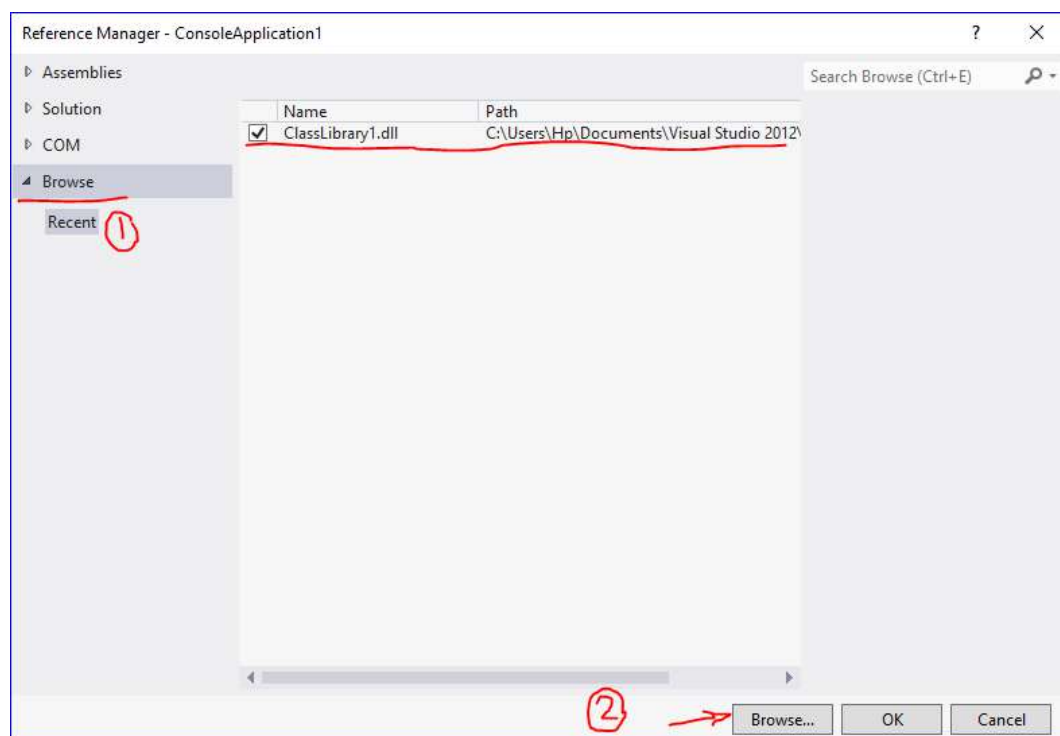 Reference Manager - ConsoleApplication1 ? X
Assemblies
Search Browse (Ctrl+E)
Solution
Name Path
ClassLibrary1.dll C:\Users\Hp\Documents\Visual Studio 2012\
COM
Browse
Recent 1
2 Browse... OK Cancel